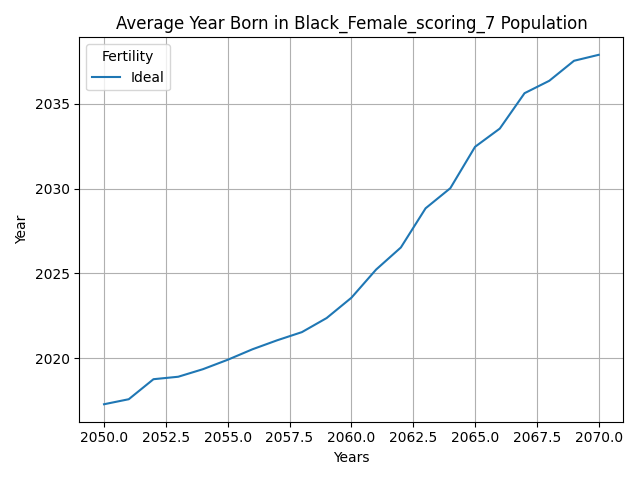 Average Year Born in Black_Female_scoring_7 Population
Fertility
Ideal
Year
2035
2030
2025
2020
2050.0 2052.5 2055.0 2057.5 2060.0 2062.5 2065.0 2067.5 2070.0
Years